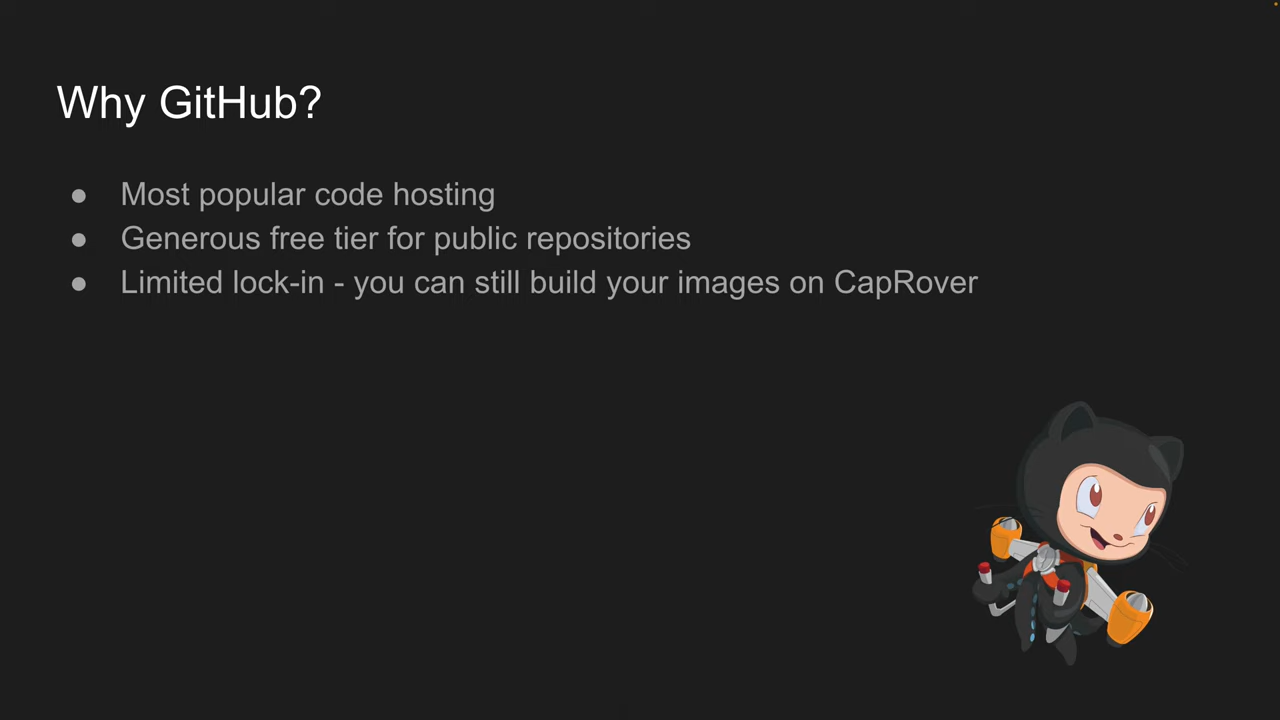 Why GitHub?
● Most popular code hosting
● Generous free tier for public repositories
● Limited lock-in - you can still build your images on CapRover